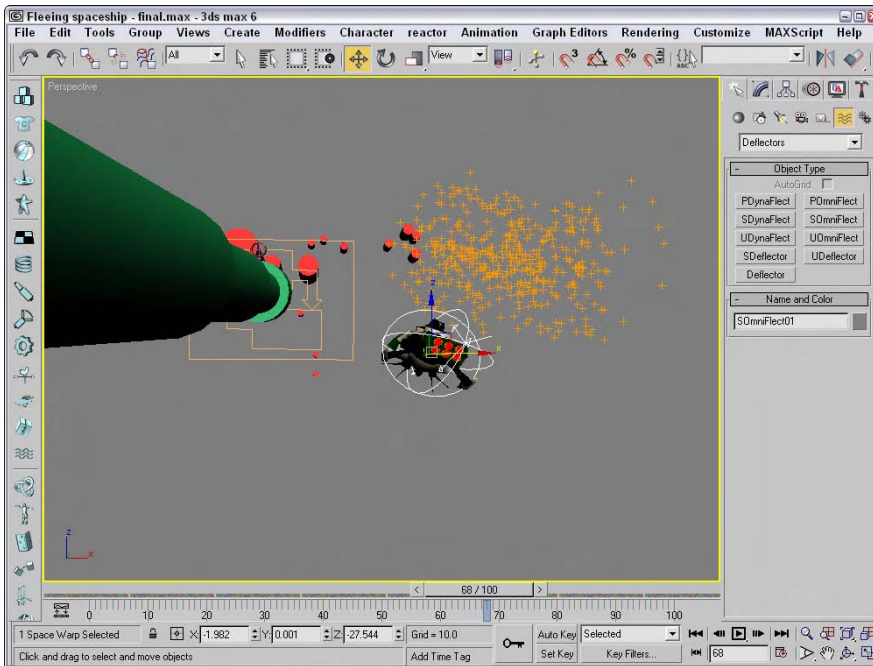 Fleeing spaceship - final.max - 3ds max 6
File Edit Tools Group Views Create Modifiers Character reactor Animation Graph Editors Rendering Customize MAXScript Help
All View 3 % ABC
Perspective
Deflectors
- Object Type
AutoGrid
PDynaFlect POmniFlect
SDynaFlect SOmniFlect
UDynaFlect UOmniFlect
SDeflector UDeflector
Deflector
- Name and Color
SOmniFlect01
z
x
z
x
< 68 / 100 >
0 10 20 30 40 50 60 70 80 90 100
1 Space Warp Selected X: -1.982 Y: 0.001 Z: -27.544 Grid = 10.0 Auto Key Selected
Click and drag to select and move objects Add Time Tag Set Key Key Filters... 68